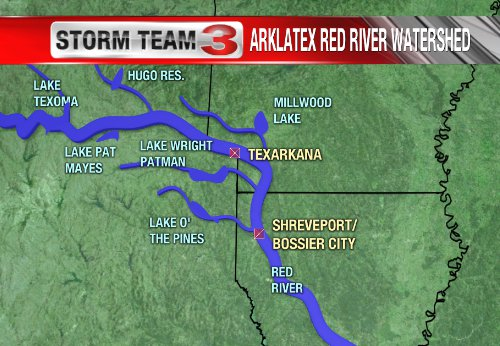 STORM TEAM 3
ARKLATEX RED RIVER WATERSHED
HUGO RES.
LAKE
TEXOMA
MILLWOOD
LAKE
LAKE PAT
MAYES
LAKE WRIGHT
PATMAN
TEXARKANA
LAKE O'
THE PINES
SHREVEPORT/
BOSSIER CITY
RED
RIVER